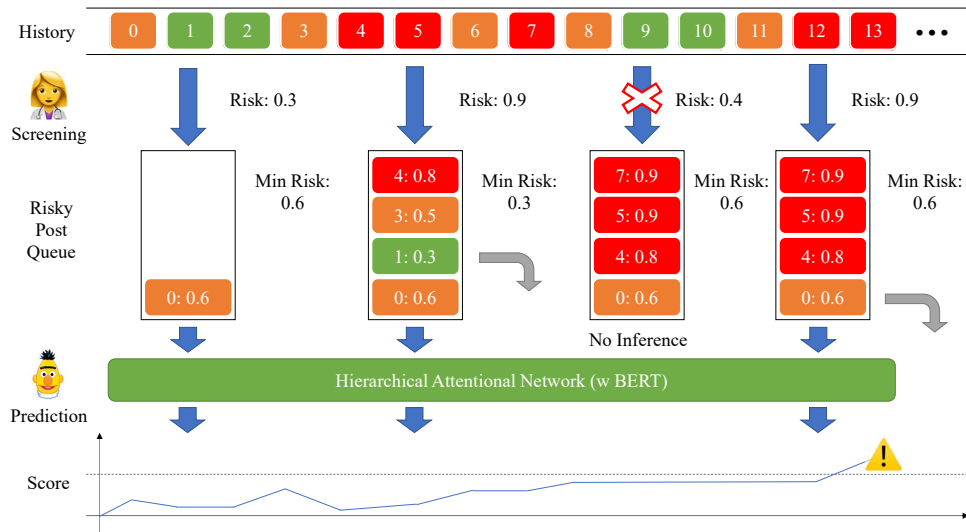 History
0 1 2 3 4 5 6 7 8 9 10 11 12 13 •••
Screening
Risk: 0.3
Risk: 0.9
Risk: 0.4
Risk: 0.9
Risky
Post
Queue
0: 0.6
Min Risk:
0.6
4: 0.8
3: 0.5
1: 0.3
0: 0.6
Min Risk:
0.3
7: 0.9
5: 0.9
4: 0.8
0: 0.6
Min Risk:
0.6
7: 0.9
5: 0.9
4: 0.8
0: 0.6
Min Risk:
0.6
No Inference
Hierarchical Attentional Network (w BERT)
Prediction
Score